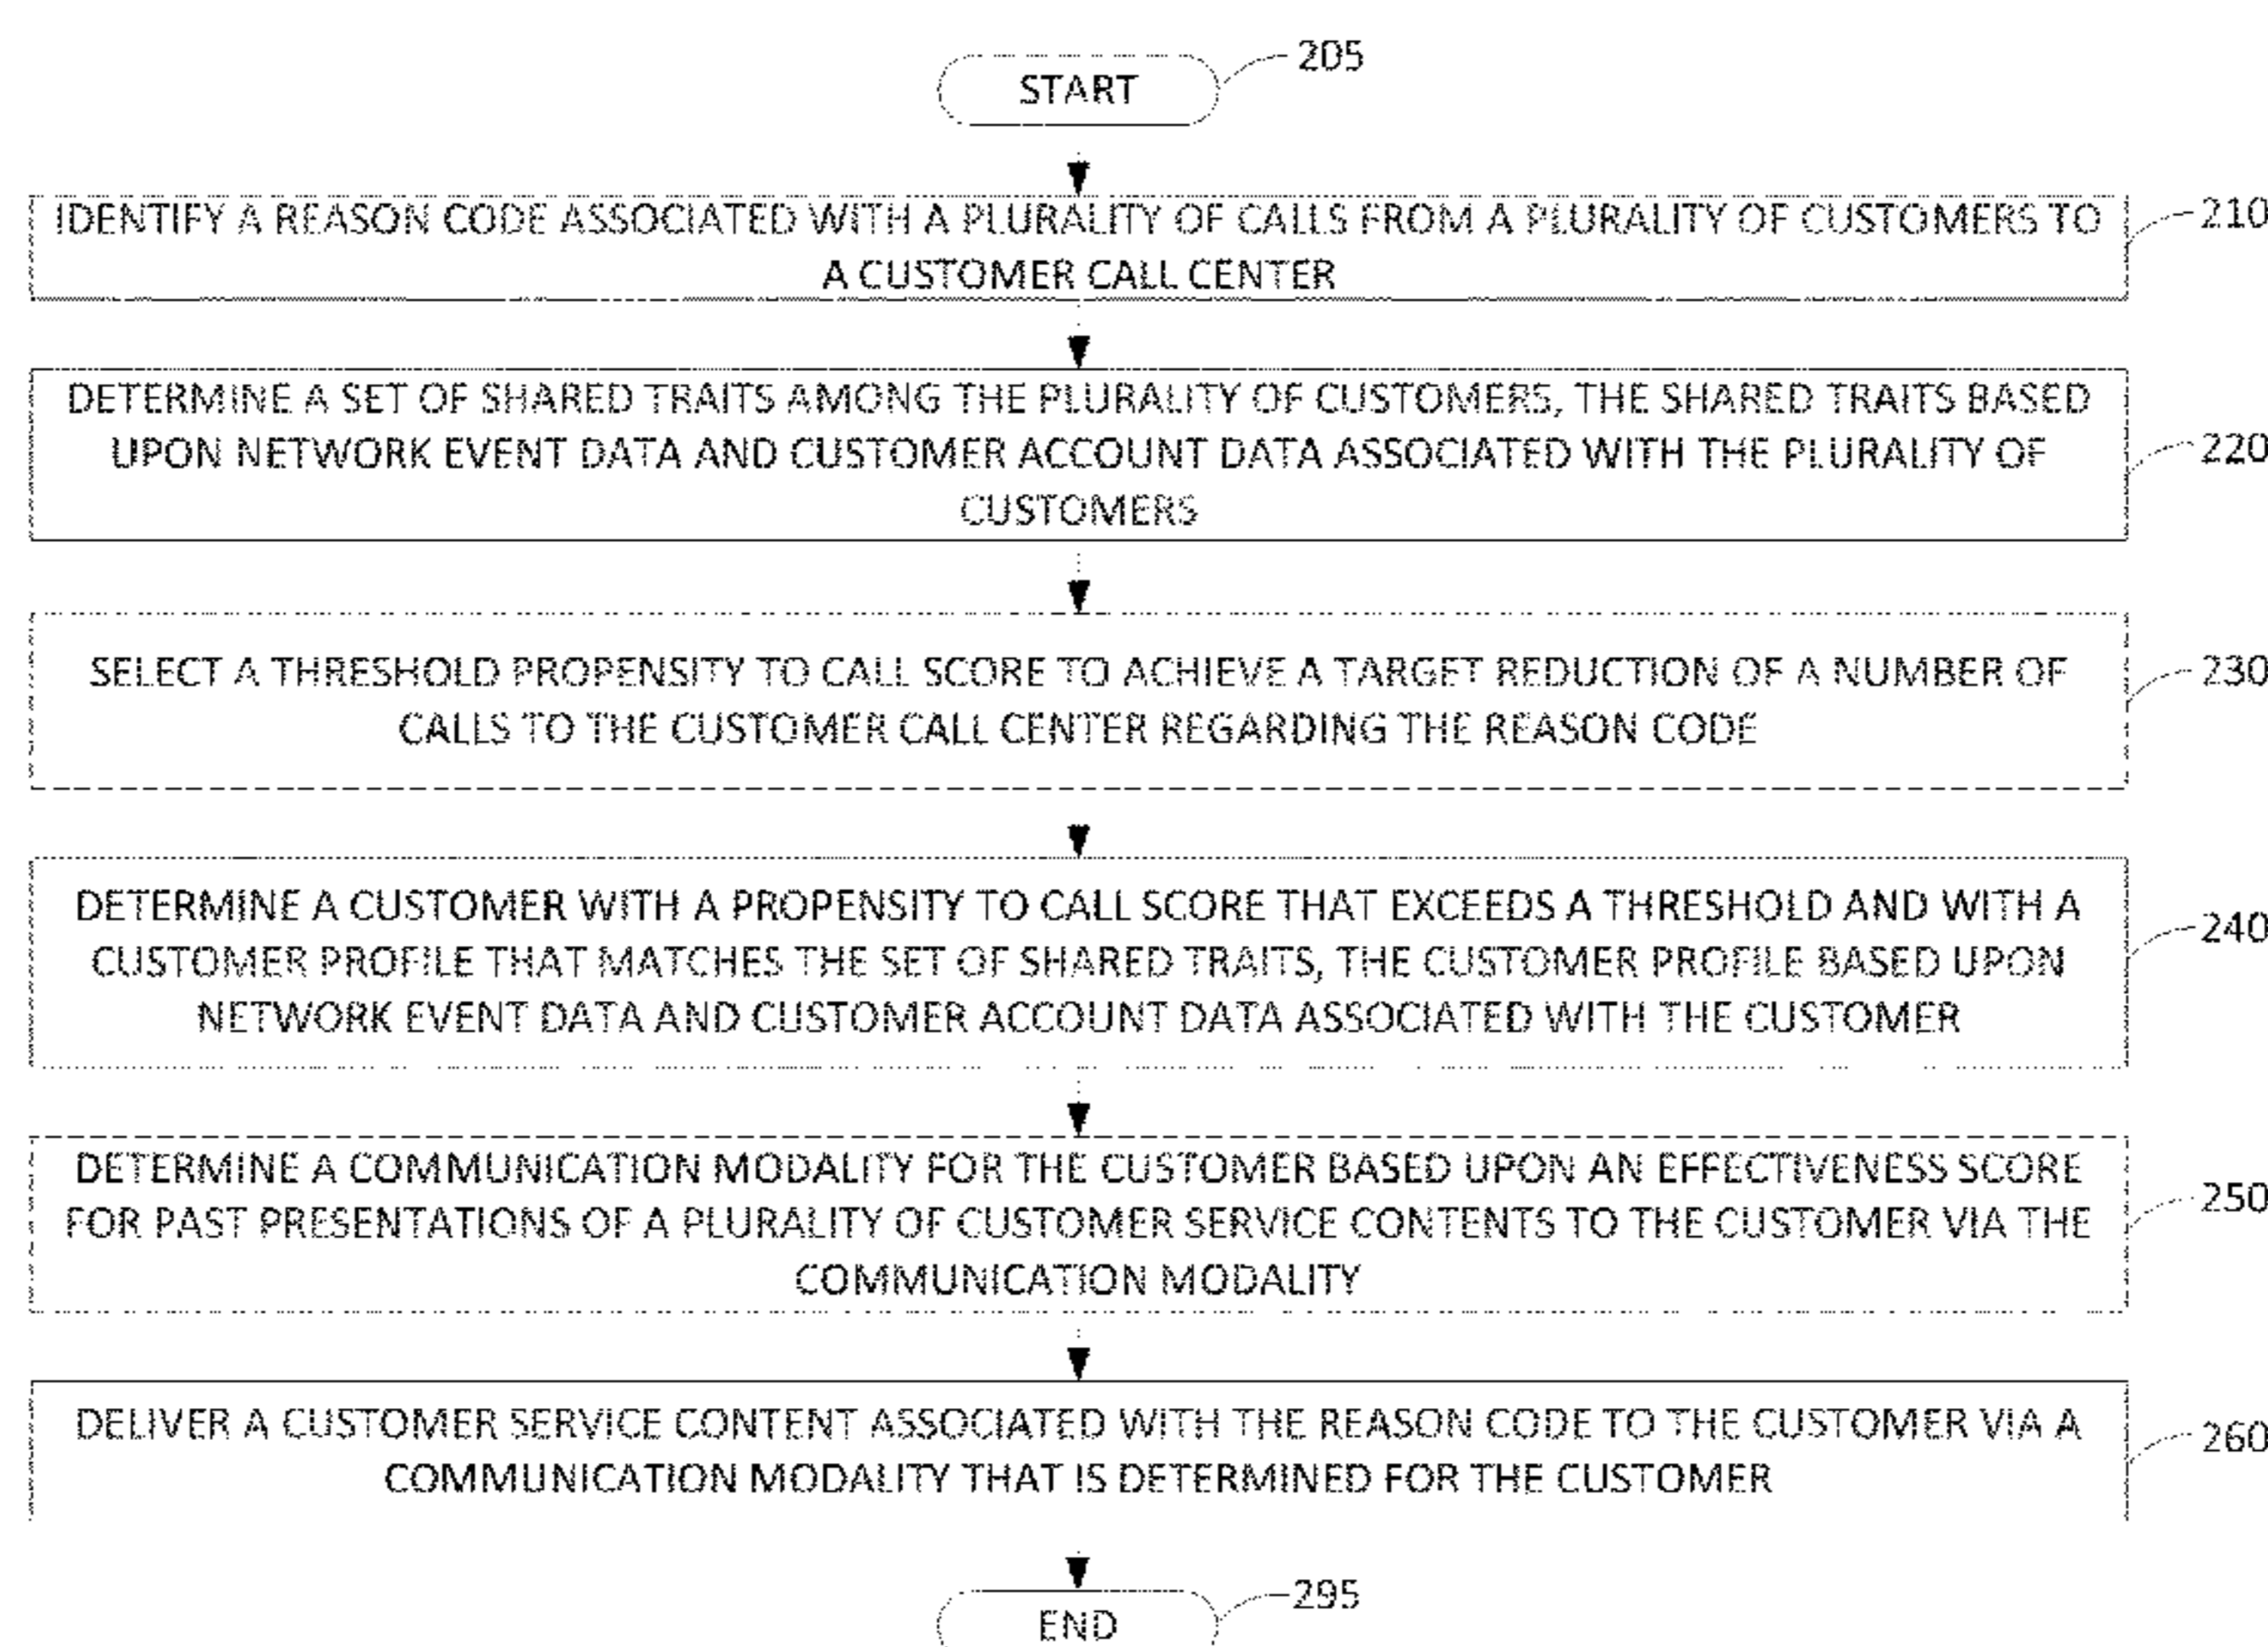 START
205
IDENTIFY A REASON CODE ASSOCIATED WITH A PLURALITY OF CALLS FROM A PLURALITY OF CUSTOMERS TO
A CUSTOMER CALL CENTER
210
DETERMINE A SET OF SHARED TRAITS AMONG THE PLURALITY OF CUSTOMERS, THE SHARED TRAITS BASED
UPON NETWORK EVENT DATA AND CUSTOMER ACCOUNT DATA ASSOCIATED WITH THE PLURALITY OF
CUSTOMERS
220
SELECT A THRESHOLD PROPENSITY TO CALL SCORE TO ACHIEVE A TARGET REDUCTION OF A NUMBER OF
CALLS TO THE CUSTOMER CALL CENTER REGARDING THE REASON CODE
230
DETERMINE A CUSTOMER WITH A PROPENSITY TO CALL SCORE THAT EXCEEDS A THRESHOLD AND WITH A
CUSTOMER PROFILE THAT MATCHES THE SET OF SHARED TRAITS, THE CUSTOMER PROFILE BASED UPON
NETWORK EVENT DATA AND CUSTOMER ACCOUNT DATA ASSOCIATED WITH THE CUSTOMER
240
DETERMINE A COMMUNICATION MODALITY FOR THE CUSTOMER BASED UPON AN EFFECTIVENESS SCORE
FOR PAST PRESENTATIONS OF A PLURALITY OF CUSTOMER SERVICE CONTENTS TO THE CUSTOMER VIA THE
COMMUNICATION MODALITY
250
DELIVER A CUSTOMER SERVICE CONTENT ASSOCIATED WITH THE REASON CODE TO THE CUSTOMER VIA A
COMMUNICATION MODALITY THAT IS DETERMINED FOR THE CUSTOMER
260
END
295